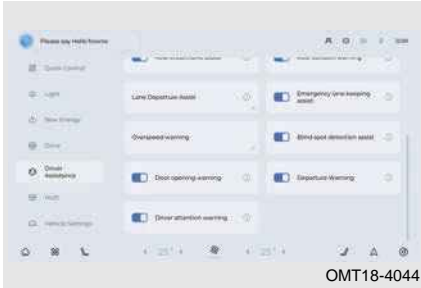 Please say Hello
Quick Control
Light
Lane Departure Assist
Emergency lane keeping
assist
New Energy
Overspeed warning
Blind spot detection assist
Drive
Driver
Assistance
Door opening warning
Departure Warning
Driver attention warning
Vehicle Settings
25°
25°
OMT18-4044